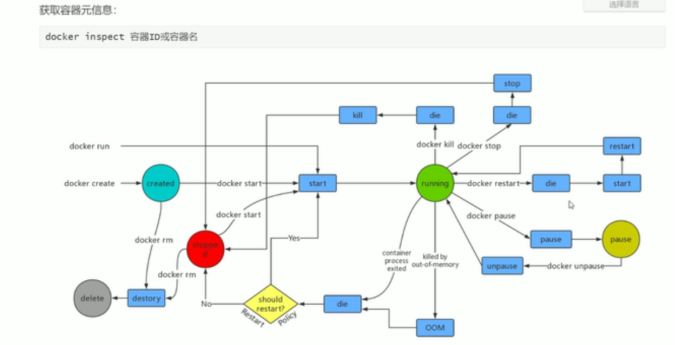 选择语言
获取容器元信息：
docker inspect 容器ID或容器名
stop
kill
die
die
docker run
docker kill
docker stop
restart
docker create
created
docker start
start
running
docker restart
die
start
docker start
docker pause
docker rm
stoppe
d
Yes
pause
pause
container
process
exited
killed by
out-of-memory
unpause
docker unpause
docker rm
delete
destory
No
should
restart?
Restart Policy
die
OOM